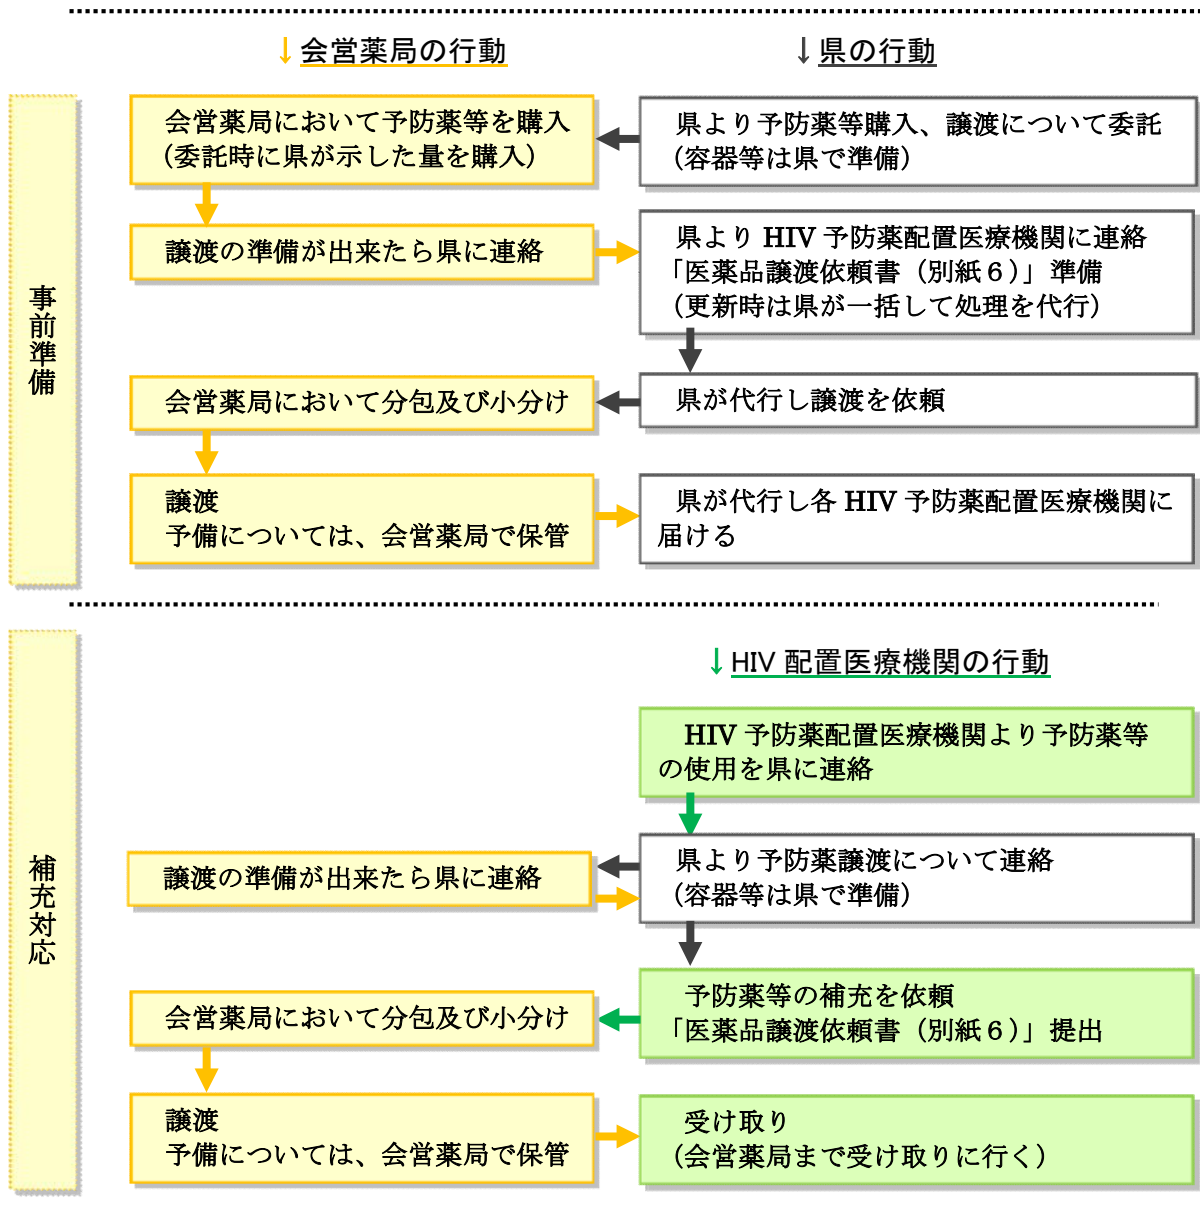 ↓会営薬局の行動
↓県の行動
事前準備
県より予防薬等購入、譲渡について委託
（容器等は県で準備）
会営薬局において予防薬等を購入
（委託時に県が示した量を購入）
譲渡の準備が出来たら県に連絡
県より HIV 予防薬配置医療機関に連絡
「医薬品譲渡依頼書（別紙６）」準備
（更新時は県が一括して処理を代行）
県が代行し譲渡を依頼
会営薬局において分包及び小分け
譲渡
予備については、会営薬局で保管
県が代行し各 HIV 予防薬配置医療機関に
届ける
補充対応
↓HIV 配置医療機関の行動
HIV 予防薬配置医療機関より予防薬等
の使用を県に連絡
県より予防薬譲渡について連絡
（容器等は県で準備）
譲渡の準備が出来たら県に連絡
予防薬等の補充を依頼
「医薬品譲渡依頼書（別紙６）」提出
会営薬局において分包及び小分け
譲渡
予備については、会営薬局で保管
受け取り
（会営薬局まで受け取りに行く）